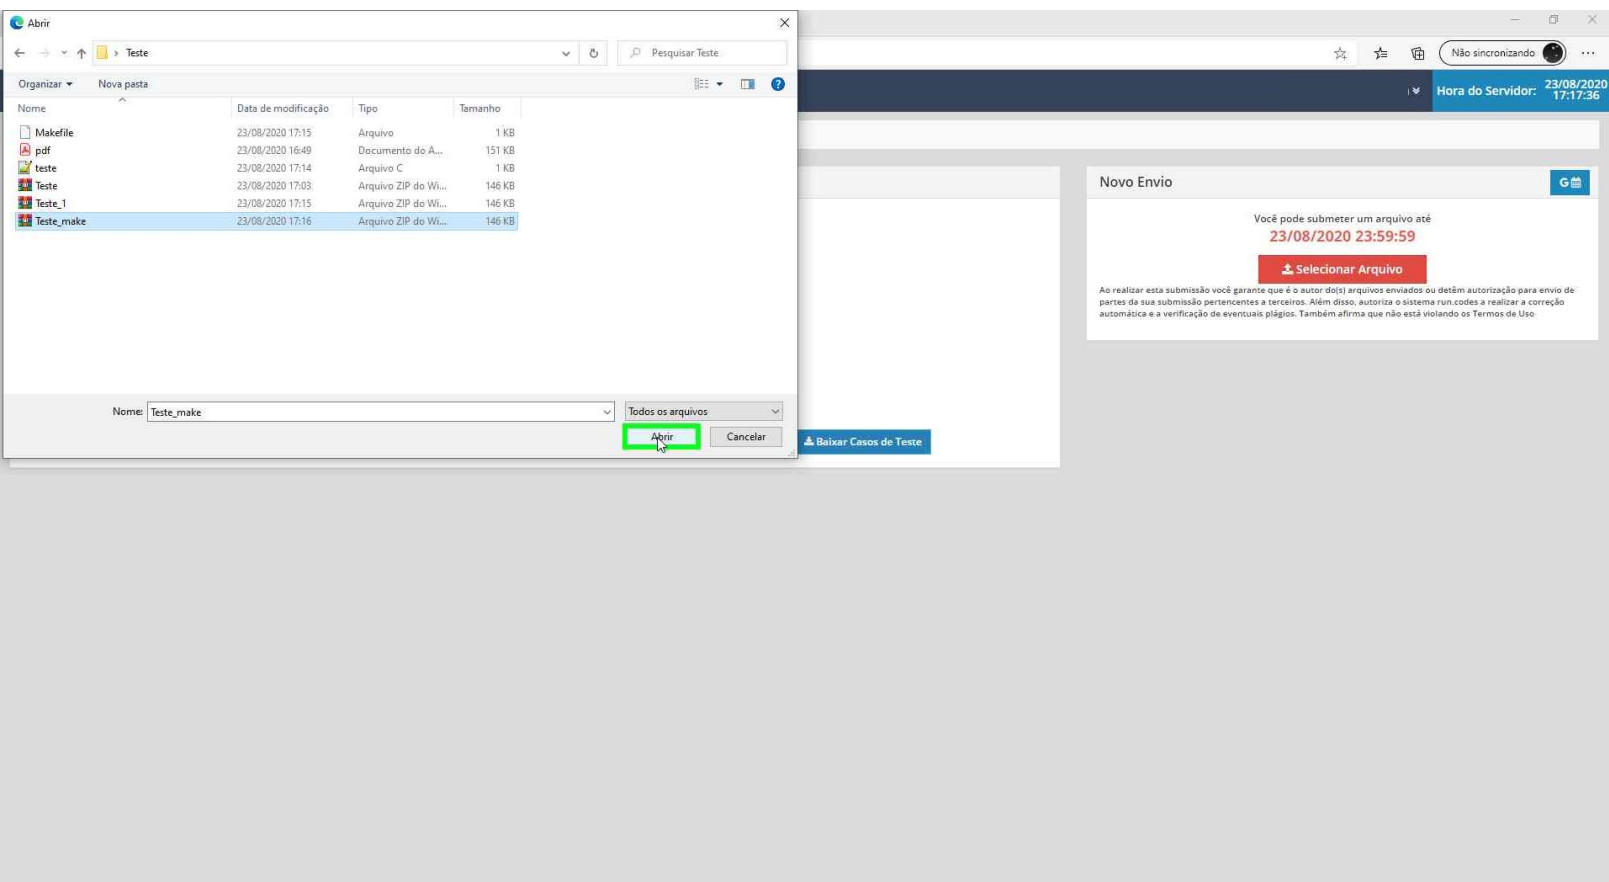 Abrir
Teste
Pesquisar Teste
Não sincronizando
Organizar
Nova pasta
Hora do Servidor:
23/08/2020
17:17:36
Nome
Data de modificação
Tipo
Tamanho
Makefile 23/08/2020 17:15 Arquivo 1 KB
pdf 23/08/2020 16:49 Documento do A... 151 KB
teste 23/08/2020 17:14 Arquivo C 1 KB
Teste 23/08/2020 17:03 Arquivo ZIP do Wi... 146 KB
Teste_1 23/08/2020 17:15 Arquivo ZIP do Wi... 146 KB
Teste_make 23/08/2020 17:16 Arquivo ZIP do Wi... 146 KB
Nome: Teste_make
Todos os arquivos
Abrir
Cancelar
Baixar Casos de Teste
Novo Envio
G
Você pode submeter um arquivo até
23/08/2020 23:59:59
Selecionar Arquivo
Ao realizar esta submissão você garante que é o autor do(s) arquivos enviados ou detêm autorização para envio de
partes da sua submissão pertencentes a terceiros. Além disso, autoriza o sistema run.codes a realizar a correção
automática e a verificação de eventuais plágios. Também afirma que não está violando os Termos de Uso